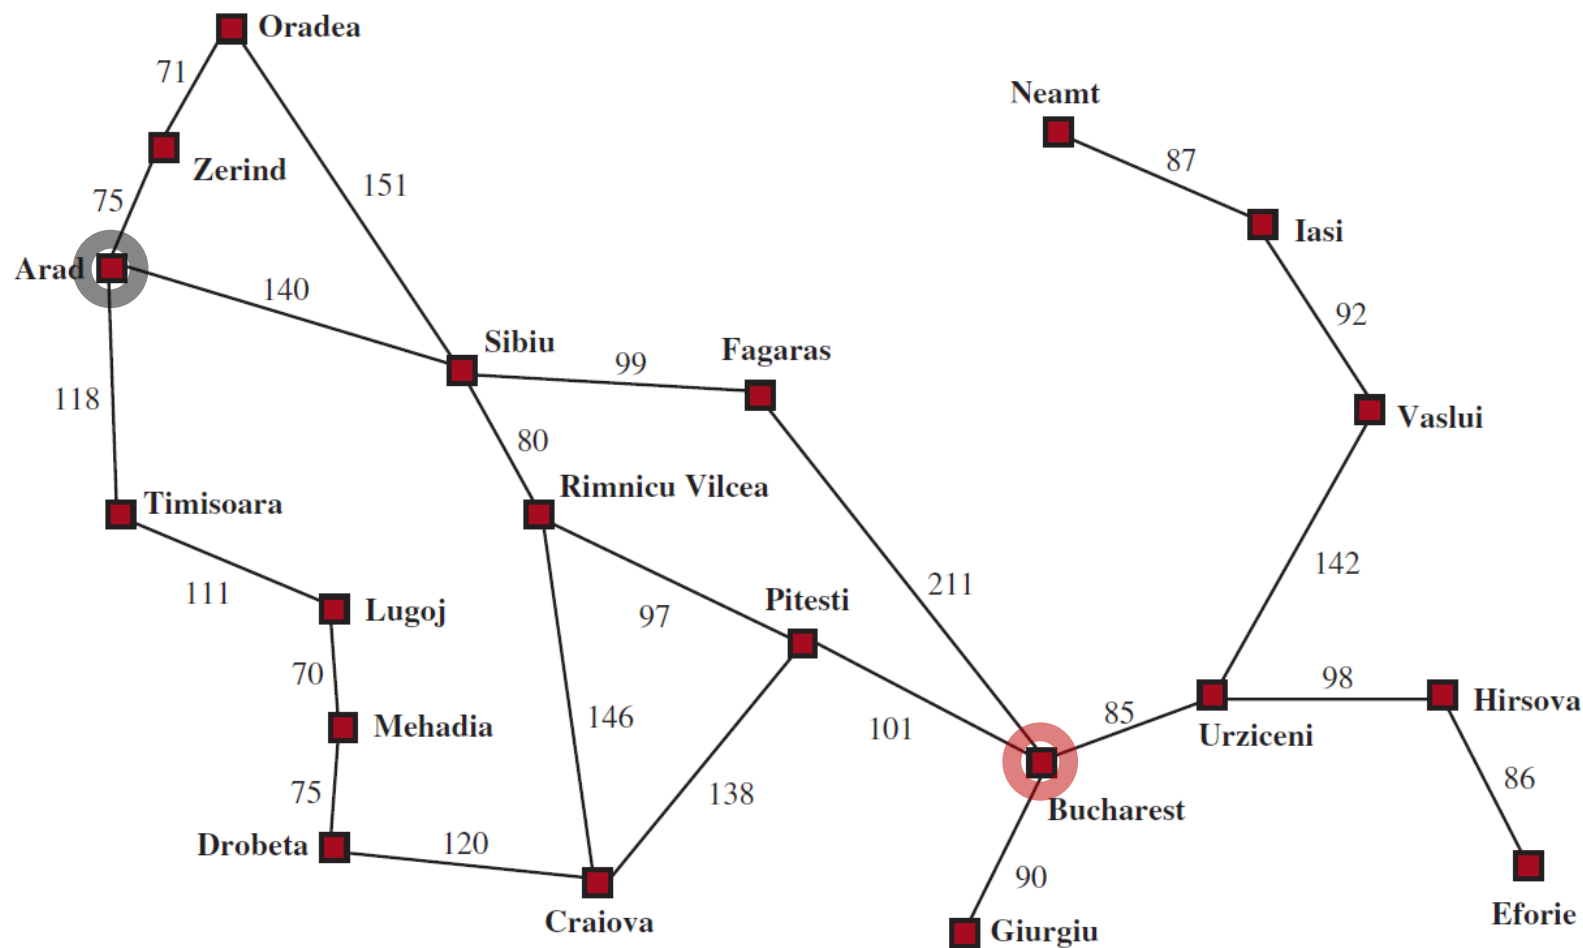 Oradea
71
Neamt
87
Zerind
151
75
Iasi
Arad
140
92
Sibiu
Fagaras
99
118
Vaslui
80
Rimnicu Vilcea
Timisoara
142
211
111
Pitesti
Lugoj
97
70
98
Hirsova
146
85
Mehadia
101
Urziceni
86
75
138
Bucharest
Drobeta
120
90
Eforie
Craiova
Giurgiu